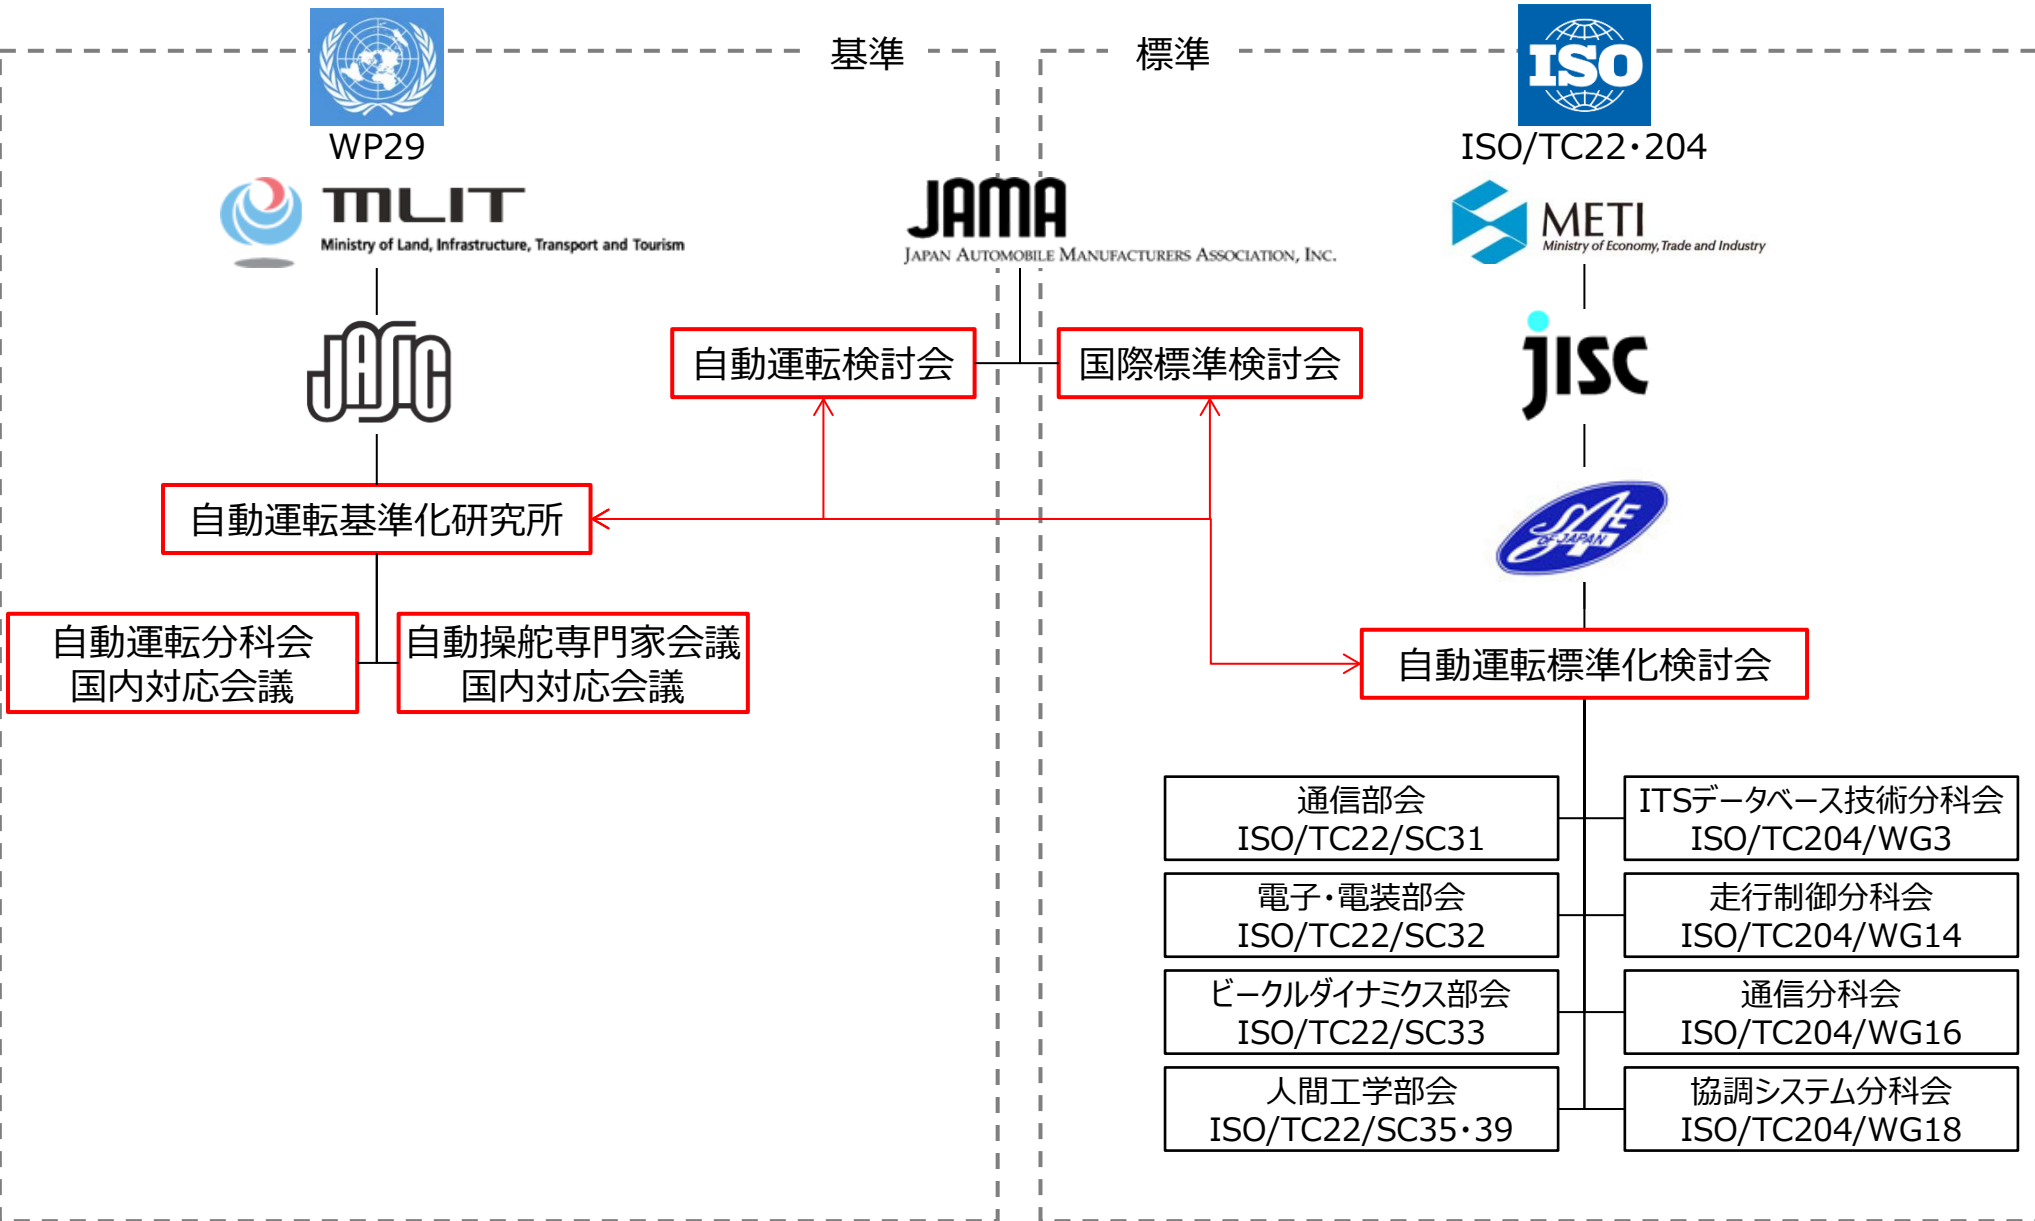 基準
標準
ISO
WP29
ISO/TC22・204
MLIT
Ministry of Land, Infrastructure, Transport and Tourism
JAMA
JAPAN AUTOMOBILE MANUFACTURERS ASSOCIATION, INC.
METI
Ministry of Economy, Trade and Industry
JASIC
自動運転検討会
国際標準検討会
jISC
自動運転基準化研究所
SAE
OF JAPAN
自動運転分科会
国内対応会議
自動操舵専門家会議
国内対応会議
自動運転標準化検討会
通信部会
ISO/TC22/SC31
ITSデータベース技術分科会
ISO/TC204/WG3
電子・電装部会
ISO/TC22/SC32
走行制御分科会
ISO/TC204/WG14
ビークルダイナミクス部会
ISO/TC22/SC33
通信分科会
ISO/TC204/WG16
人間工学部会
ISO/TC22/SC35・39
協調システム分科会
ISO/TC204/WG18